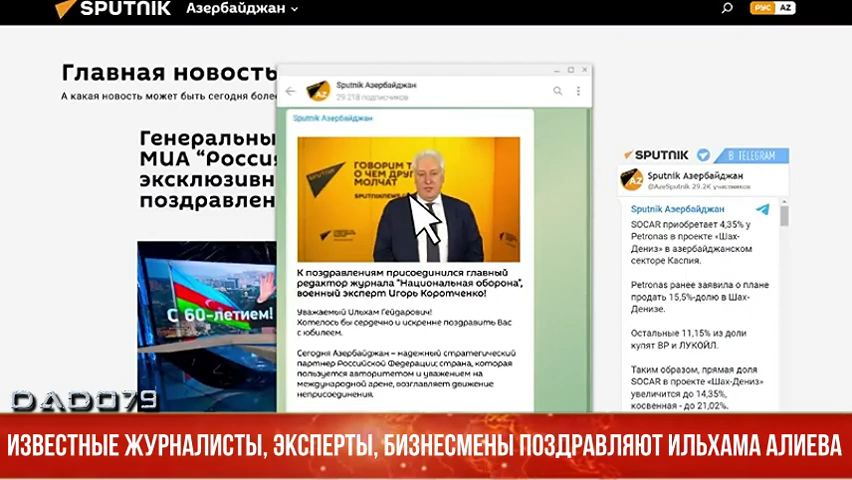 SPUTNIK Азербайджан
РУС AZ
Главная новость
А какая новость может быть сегодня более
Генеральны
МИА “Россия
эксклюзивн
поздравлен
С 60-летием!
Sputnik Азербайджан
29 218 подписчиков
Sputnik Азербайджан
ГОВОРИМ ТО
О ЧЕМ ДРУГ
МОЛЧАТ
К поздравлениям присоединился главный
редактор журнала "Национальная оборона",
военный эксперт Игорь Коротченко!
Уважаемый Ильхам Гейдарович!
Хотелось бы сердечно и искренне поздравить Вас
с юбилеем.
Сегодня Азербайджан – надежный стратегический
партнер Российской Федерации; страна, которая
пользуется авторитетом и уважением на
международной арене, возглавляет движение
неприсоединения.
SPUTNIK В TELEGRAM
Sputnik Азербайджан
@AzeSputnik 29.2K участников
Sputnik Азербайджан
SOCAR приобретает 4,35% у
Petronas в проекте «Шах-
Дениз» в азербайджанском
секторе Каспия.
Petronas ранее заявила о плане
продать 15,5%-долю в Шах-
Денизе.
Остальные 11,15% из доли
купят BP и ЛУКОЙЛ.
Таким образом, прямая доля
SOCAR в проекте «Шах-Дениз»
увеличится до 14,35%,
косвенная - до 21,02%.
DADO79
ИЗВЕСТНЫЕ ЖУРНАЛИСТЫ, ЭКСПЕРТЫ, БИЗНЕСМЕНЫ ПОЗДРАВЛЯЮТ ИЛЬХАМА АЛИЕВА